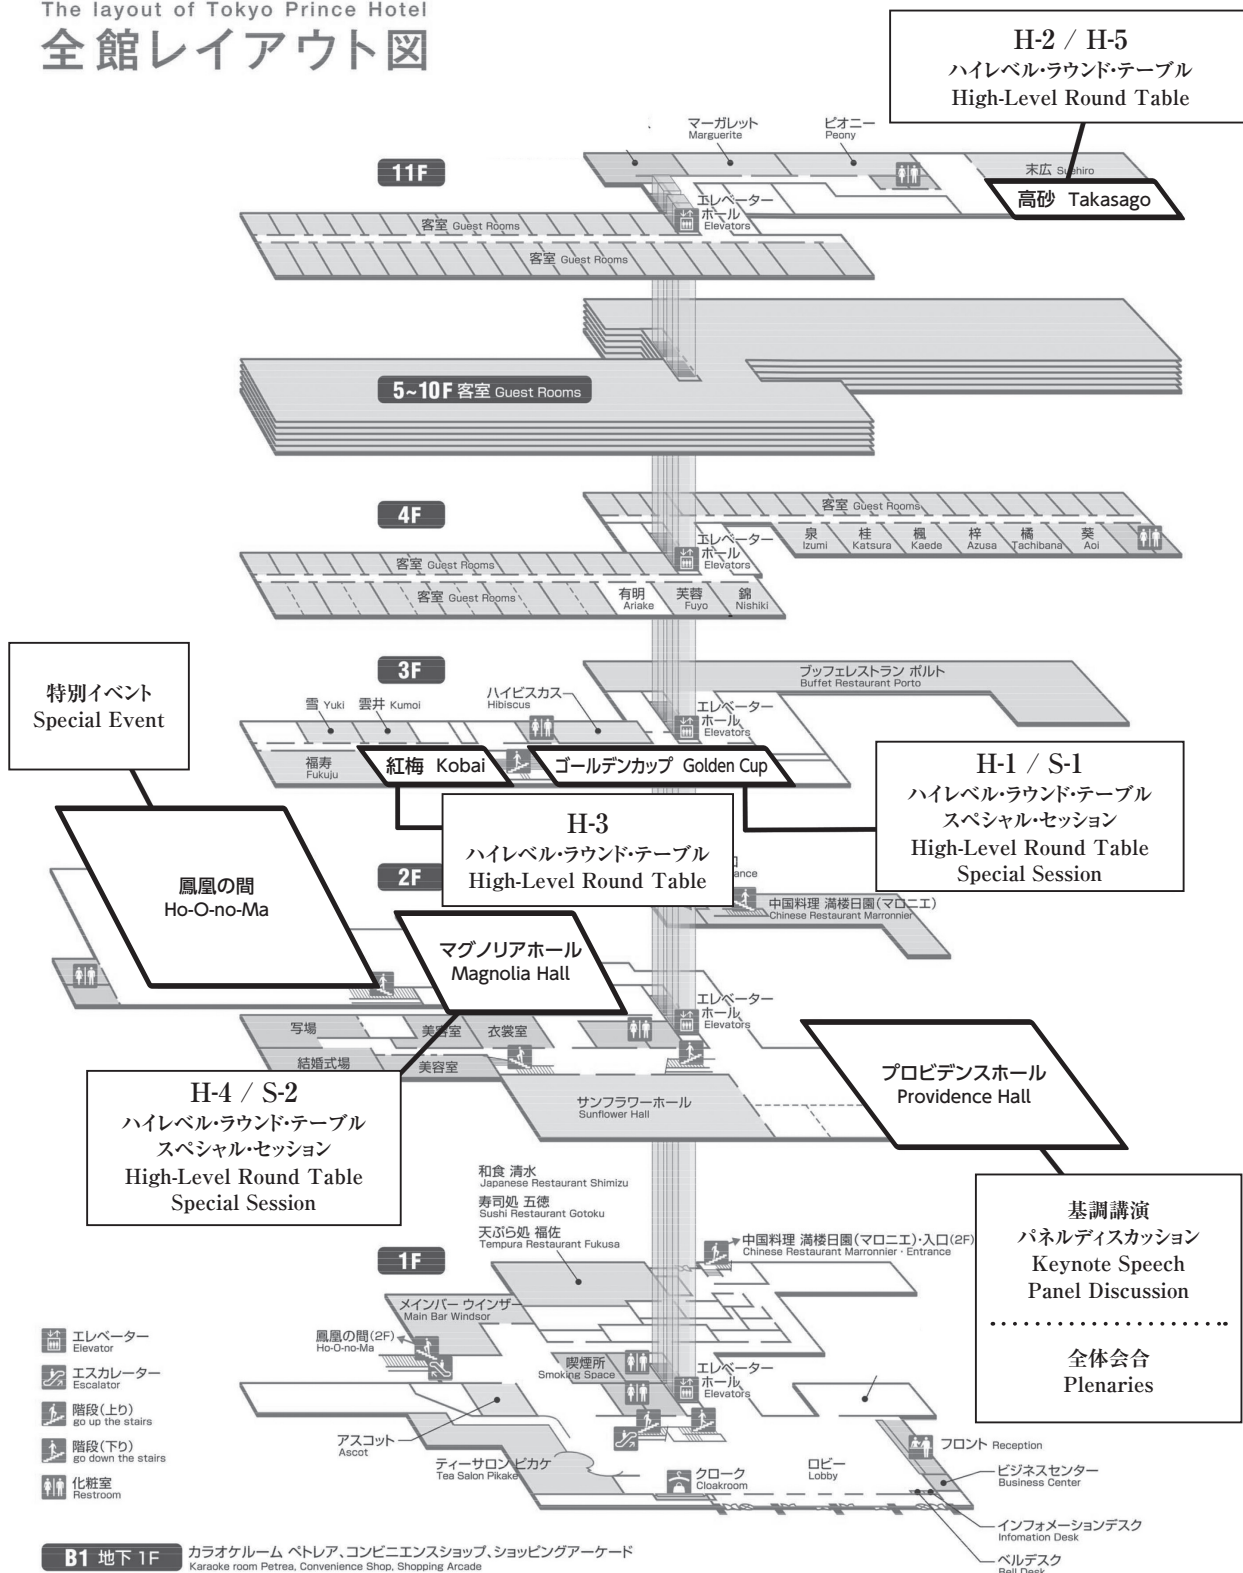 The layout of Tokyo Prince Hotel
全館レイアウト図
H-2 / H-5
ハイレベル・ラウンド・テーブル
High-Level Round Table
マーガレット
Marguerite
ピオニー
Peony
11F
末広 Suehiro
高砂 Takasago
エレベーター
ホール
Elevators
客室 Guest Rooms
客室 Guest Rooms
5~10F 客室 Guest Rooms
4F
客室 Guest Rooms
泉
Izumi
桂
Katsura
楓
Kaede
梓
Azusa
橘
Tachibana
葵
Aoi
エレベーター
ホール
Elevators
客室 Guest Rooms
客室 Guest Rooms
有明
Ariake
芙蓉
Fuyo
錦
Nishiki
特別イベント
Special Event
3F
ブッフェレストラン ポルト
Buffet Restaurant Porto
雪 Yuki
雲井 Kumoi
ハイビスカス
Hibiscus
エレベーター
ホール
Elevators
福寿
Fukuju
紅梅 Kobai
ゴールデンカップ Golden Cup
H-1 / S-1
ハイレベル・ラウンド・テーブル
スペシャル・セッション
High-Level Round Table
Special Session
H-3
ハイレベル・ラウンド・テーブル
High-Level Round Table
2F
鳳凰の間
Ho-O-no-Ma
中国料理 満楼日園(マロニエ)
Chinese Restaurant Marronnier
マグノリアホール
Magnolia Hall
エレベーター
ホール
Elevators
写場
美容室
衣裳室
結婚式場
美容室
サンフラワーホール
Sunflower Hall
プロビデンスホール
Providence Hall
H-4 / S-2
ハイレベル・ラウンド・テーブル
スペシャル・セッション
High-Level Round Table
Special Session
和食 清水
Japanese Restaurant Shimizu
寿司処 五徳
Sushi Restaurant Gotoku
天ぷら処 福佐
Tempura Restaurant Fukusa
基調講演
パネルディスカッション
Keynote Speech
Panel Discussion
全体会合
Plenaries
1F
中国料理 満楼日園(マロニエ)・入口(2F)
Chinese Restaurant Marronnier・Entrance
メインバー ウインザー
Main Bar Windsor
鳳凰の間(2F)
Ho-O-no-Ma
喫煙所
Smoking Space
エレベーター
ホール
Elevators
アスコット
Ascot
ティーサロン ピカケ
Tea Salon Pikake
クローク
Cloakroom
ロビー
Lobby
フロント Reception
ビジネスセンター
Business Center
インフォメーションデスク
Infomation Desk
ベルデスク
Bell Desk
エレベーター
Elevator
エスカレーター
Escalator
階段(上り)
go up the stairs
階段(下り)
go down the stairs
化粧室
Restroom
B1 地下 1F
カラオケルーム ペトレア、コンビニエンスショップ、ショッピングアーケード
Karaoke room Petrea, Convenience Shop, Shopping Arcade